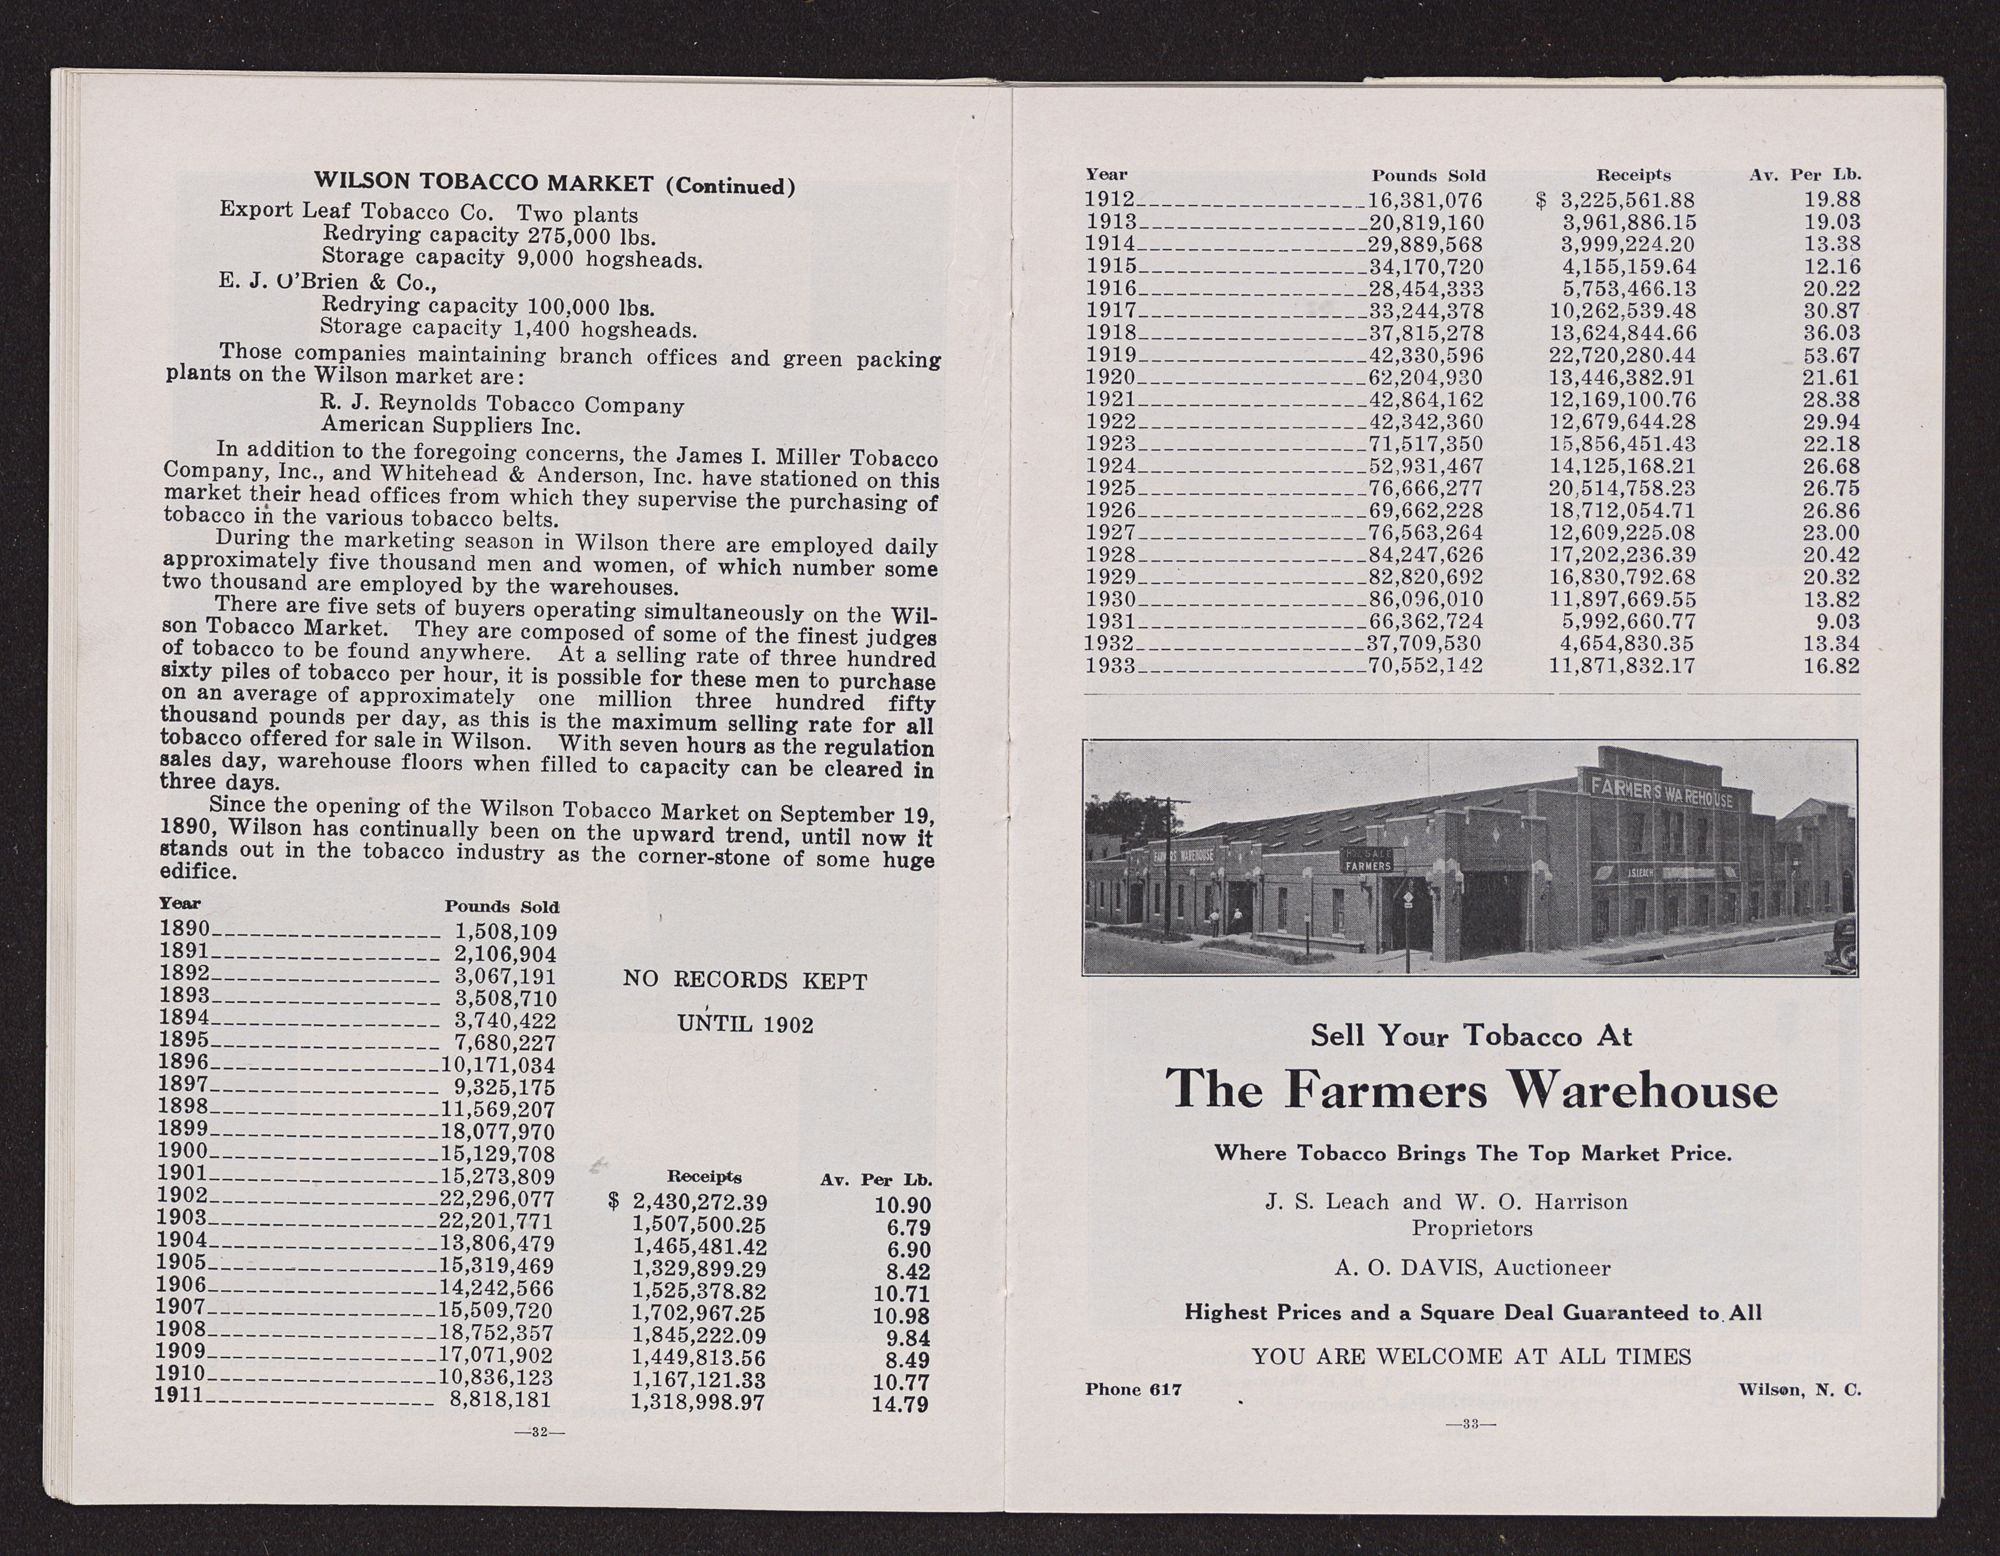 WILSON TOBACCO MARKET (Continued)
Export Leaf Tobacco Co. Two plants
Redrying capacity 275,000 lbs.
Storage capacity 9,000 hogsheads.
E. J. O'Brien & Co.,
Redrying capacity 100,000 lbs.
Storage capacity 1,400 hogsheads.
Those companies maintaining branch offices and green packing
plants on the Wilson market are:
R. J. Reynolds Tobacco Company
American Suppliers Inc.
In addition to the foregoing concerns, the James I. Miller Tobacco
Company, Inc., and Whitehead & Anderson, Inc. have stationed on this
market their head offices from which they supervise the purchasing of
tobacco in the various tobacco belts.
During the marketing season in Wilson there are employed daily
approximately five thousand men and women, of which number some
two thousand are employed by the warehouses.
There are five sets of buyers operating simultaneously on the Wil-
son Tobacco Market. They are composed of some of the finest judges
of tobacco to be found anywhere. At a selling rate of three hundred
sixty piles of tobacco per hour, it is possible for these men to purchase
on an average of approximately one million three hundred fifty
thousand pounds per day, as this is the maximum selling rate for all
tobacco offered for sale in Wilson. With seven hours as the regulation
sales day, warehouse floors when filled to capacity can be cleared in
three days.
Since the opening of the Wilson Tobacco Market on September 19,
1890, Wilson has continually been on the upward trend, until now it
stands out in the tobacco industry as the corner-stone of some huge
edifice.
Year Pounds Sold
1890 1,508,109
1891 2,106,904
1892 3,067,191
1893 3,508,710
1894 3,740,422
1895 7,680,227
1896 10,171,034
1897 9,325,175
1898 11,569,207
1899 18,077,970
1900 15,129,708
1901 15,273,809
NO RECORDS KEPT
UNTIL 1902
Receipts Av. Per Lb.
1902 22,296,077 $ 2,430,272.39 10.90
1903 22,201,771 1,507,500.25 6.79
1904 13,806,479 1,465,481.42 6.90
1905 15,319,469 1,329,899.29 8.42
1906 14,242,566 1,525,378.82 10.71
1907 15,509,720 1,702,967.25 10.98
1908 18,752,357 1,845,222.09 9.84
1909 17,071,902 1,449,813.56 8.49
1910 10,836,123 1,167,121.33 10.77
1911 8,818,181 1,318,998.97 14.79
—32—
Year Pounds Sold Receipts Av. Per Lb.
1912 16,381,076 $ 3,225,561.88 19.88
1913 20,819,160 3,961,886.15 19.03
1914 29,889,568 3,999,224.20 13.38
1915 34,170,720 4,155,159.64 12.16
1916 28,454,333 5,753,466.13 20.22
1917 33,244,378 10,262,539.48 30.87
1918 37,815,278 13,624,844.66 36.03
1919 42,330,596 22,720,280.44 53.67
1920 62,204,930 13,446,382.91 21.61
1921 42,864,162 12,169,100.76 28.38
1922 42,342,360 12,679,644.28 29.94
1923 71,517,350 15,856,451.43 22.18
1924 52,931,467 14,125,168.21 26.68
1925 76,666,277 20,514,758.23 26.75
1926 69,662,228 18,712,054.71 26.86
1927 76,563,264 12,609,225.08 23.00
1928 84,247,626 17,202,236.39 20.42
1929 82,820,692 16,830,792.68 20.32
1930 86,096,010 11,897,669.55 13.82
1931 66,362,724 5,992,660.77 9.03
1932 37,709,530 4,654,830.35 13.34
1933 70,552,142 11,871,832.17 16.82
FARMERS WAREHOUSE
FARMERS WAREHOUSE
FARMERS
J.S. LEACH
Sell Your Tobacco At
The Farmers Warehouse
Where Tobacco Brings The Top Market Price.
J. S. Leach and W. O. Harrison
Proprietors
A. O. DAVIS, Auctioneer
Highest Prices and a Square Deal Guaranteed to All
YOU ARE WELCOME AT ALL TIMES
Phone 617 Wilson, N. C.
—33—